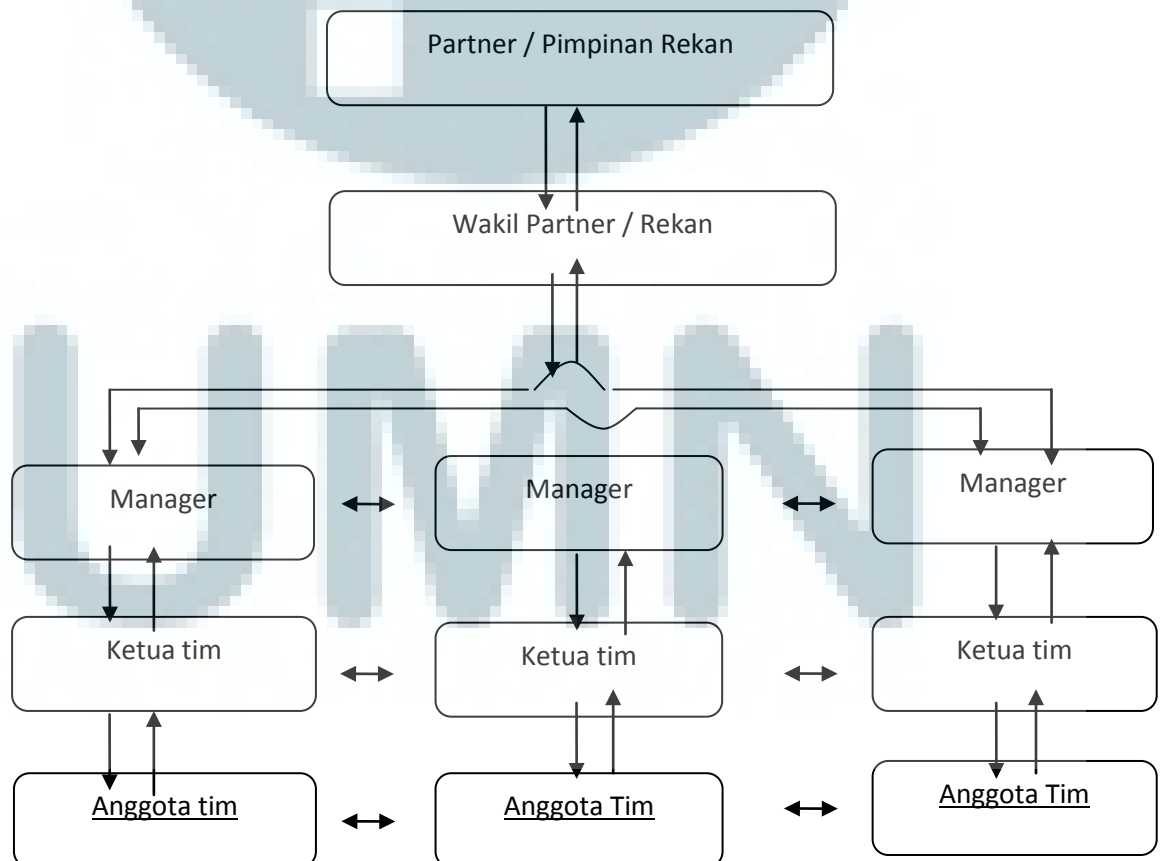 Partner / Pimpinan Rekan
Wakil Partner / Rekan
UMN
Manager
Manager
Manager
Ketua tim
Ketua tim
Ketua tim
Anggota tim
Anggota Tim
Anggota Tim